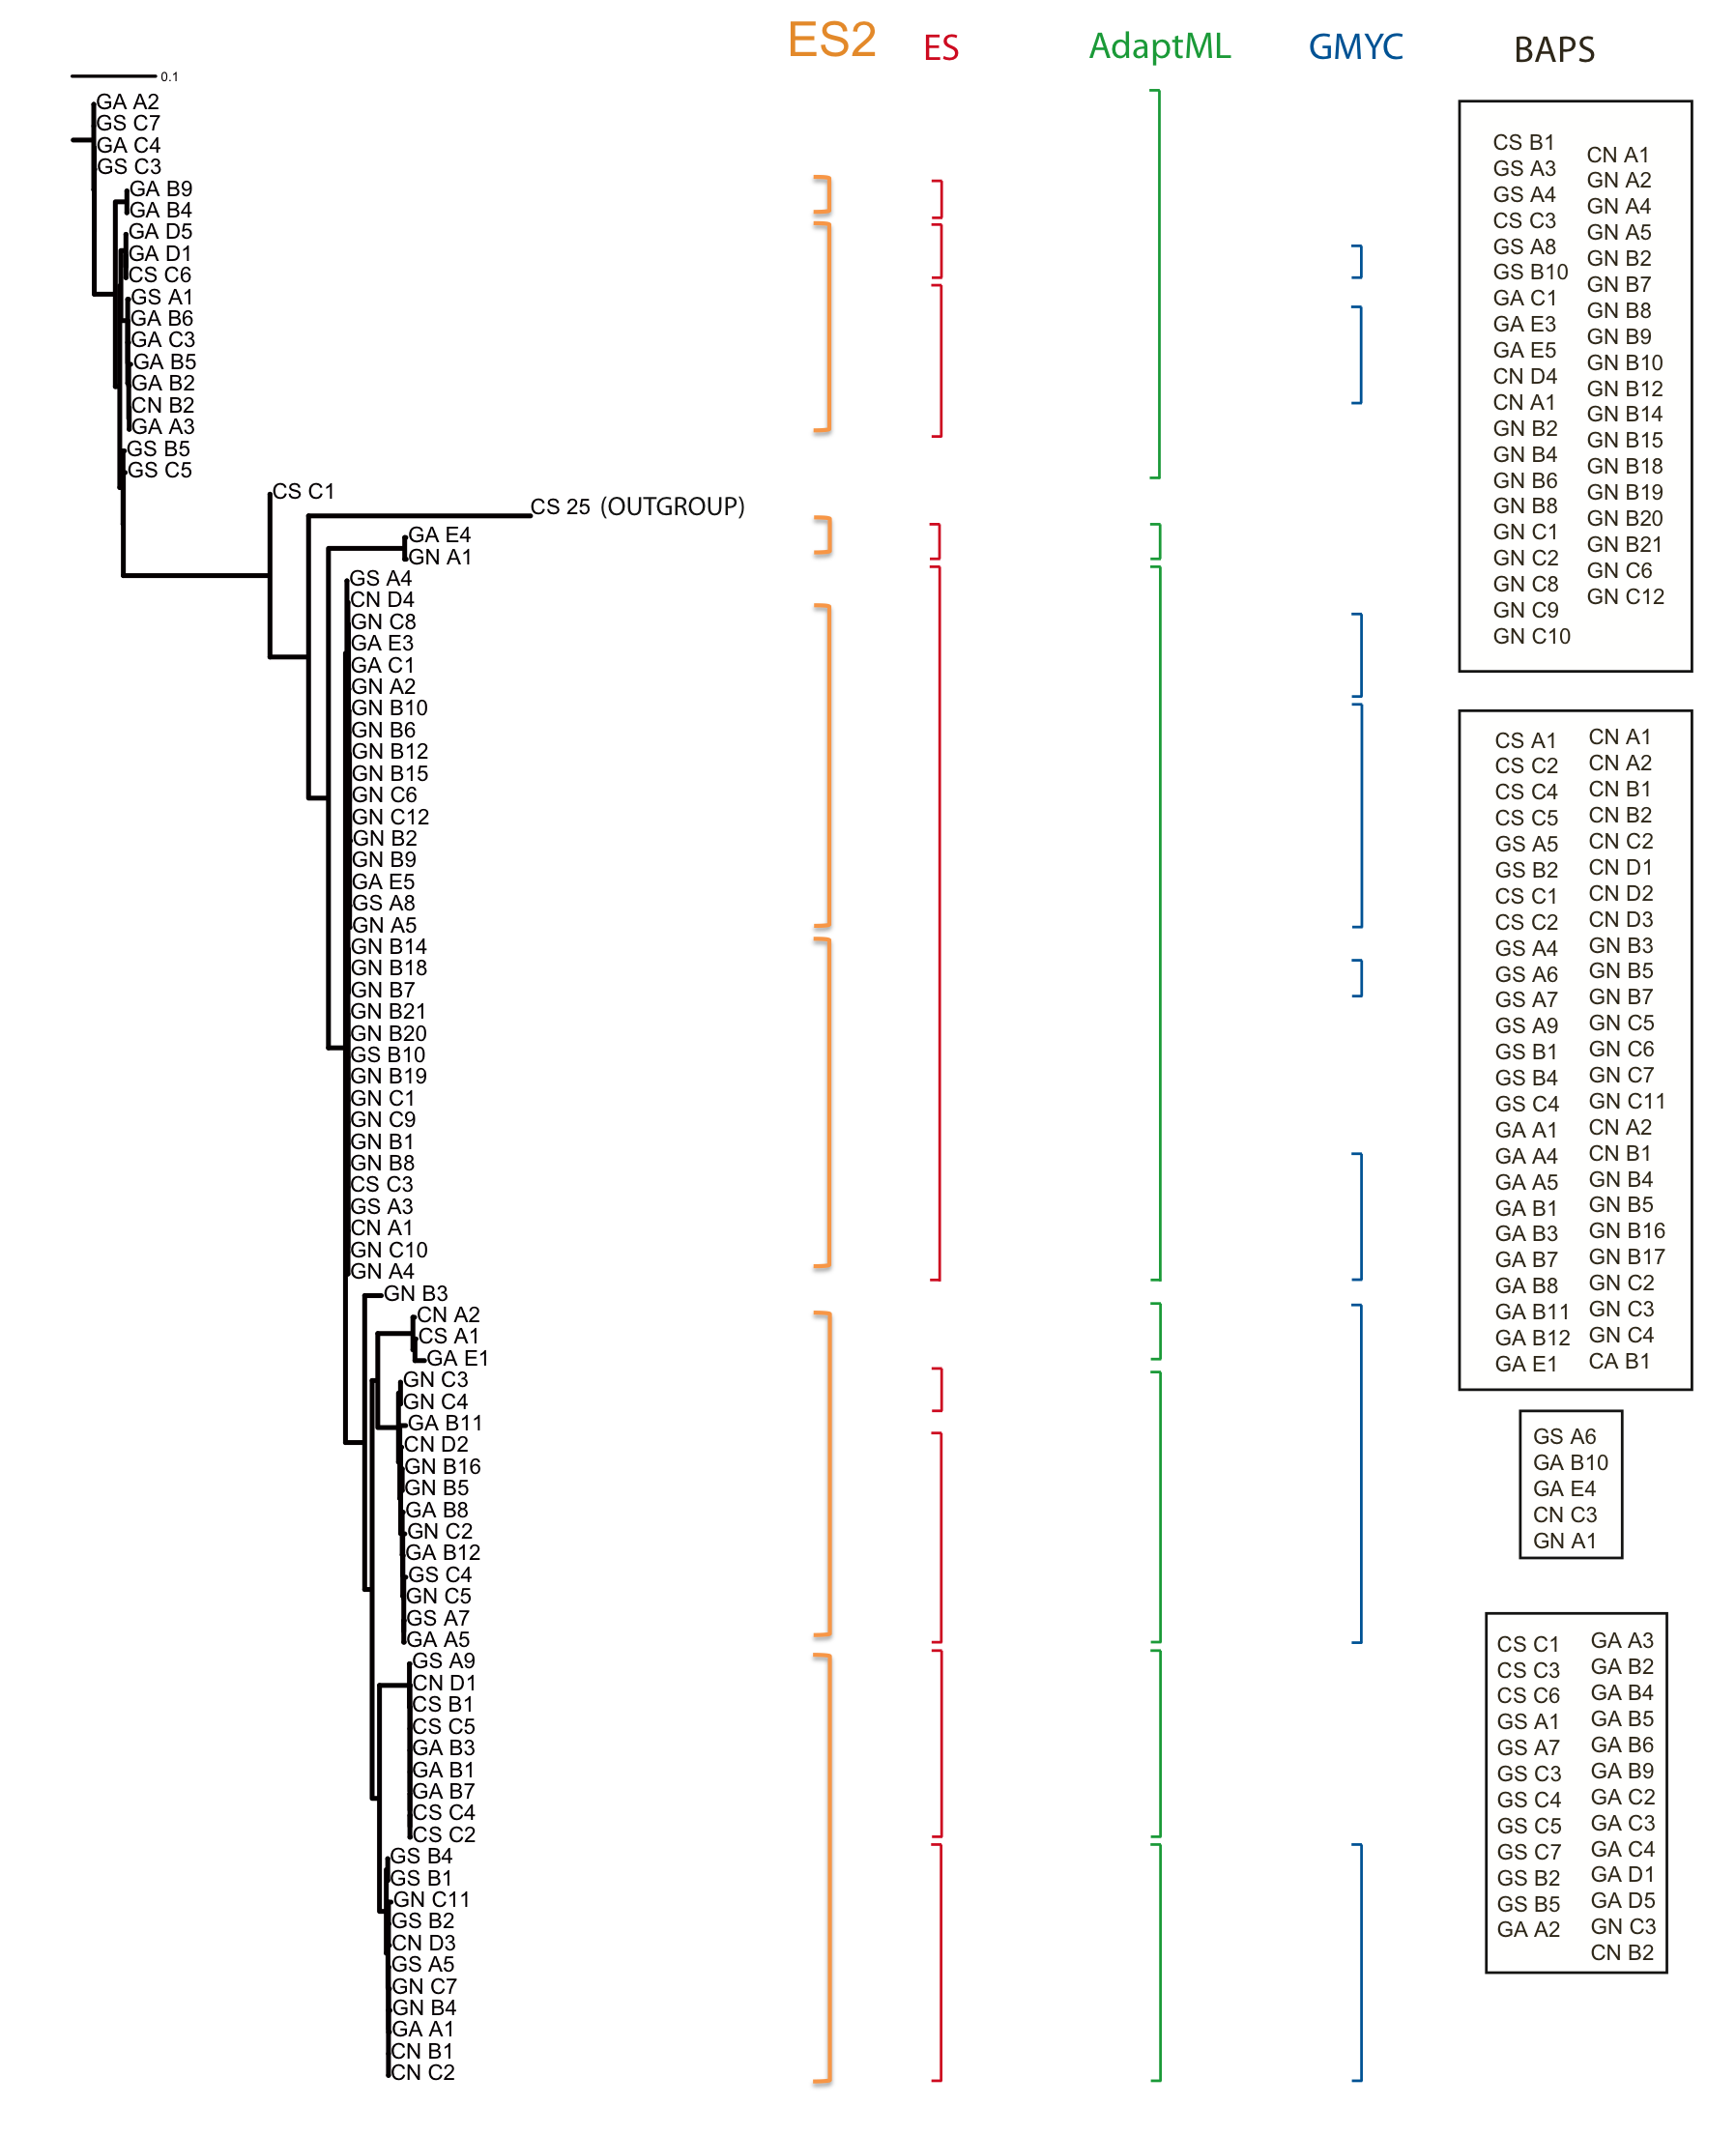 ES2
ES
AdaptML
GMYC
BAPS
0.1
GA A2
GS C7
GA C4
GS C3
GA B9
GA B4
GA D5
GA D1
CS C6
GS A1
GA B6
GA C3
GA B5
GA B2
CN B2
GA A3
GS B5
GS C5
CS C1
CS 25 (OUTGROUP)
GA E4
GN A1
GS A4
CN D4
GN C8
GA E3
GA C1
GN A2
GN B10
GN B6
GN B12
GN B15
GN C6
GN C12
GN B2
GN B9
GA E5
GS A8
GN A5
GN B14
GN B18
GN B7
GN B21
GN B20
GS B10
GN B19
GN C1
GN C9
GN B1
GN B8
CS C3
GS A3
CN A1
GN C10
GN A4
GN B3
CN A2
CS A1
GA E1
GN C3
GN C4
GA B11
CN D2
GN B16
GN B5
GA B8
GN C2
GA B12
GS C4
GN C5
GS A7
GA A5
GS A9
CN D1
CS B1
CS C5
GA B3
GA B1
GA B7
CS C4
CS C2
GS B4
GS B1
GN C11
GS B2
CN D3
GS A5
GN C7
GN B4
GA A1
CN B1
CN C2
CS B1
GS A3
GS A4
CS C3
GS A8
GS B10
GA C1
GA E3
GA E5
CN D4
CN A1
GN B2
GN B4
GN B6
GN B8
GN C1
GN C2
GN C8
GN C9
GN C10
CN A1
GN A2
GN A4
GN A5
GN B2
GN B7
GN B8
GN B9
GN B10
GN B12
GN B14
GN B15
GN B18
GN B19
GN B20
GN B21
GN C6
GN C12
CS A1
CS C2
CS C4
CS C5
GS A5
GS B2
CS C1
CS C2
GS A4
GS A6
GS A7
GS A9
GS B1
GS B4
GS C4
GA A1
GA A4
GA A5
GA B1
GA B3
GA B7
GA B8
GA B11
GA B12
GA E1
CN A1
CN A2
CN B1
CN B2
CN C2
CN D1
CN D2
CN D3
GN B3
GN B5
GN B7
GN C5
GN C6
GN C7
GN C11
CN A2
CN B1
GN B4
GN B5
GN B16
GN B17
GN C2
GN C3
GN C4
CA B1
GS A6
GA B10
GA E4
CN C3
GN A1
CS C1
CS C3
CS C6
GS A1
GS A7
GS C3
GS C4
GS C5
GS C7
GS B2
GS B5
GA A2
GA A3
GA B2
GA B4
GA B5
GA B6
GA B9
GA C2
GA C3
GA C4
GA D1
GA D5
GN C3
CN B2